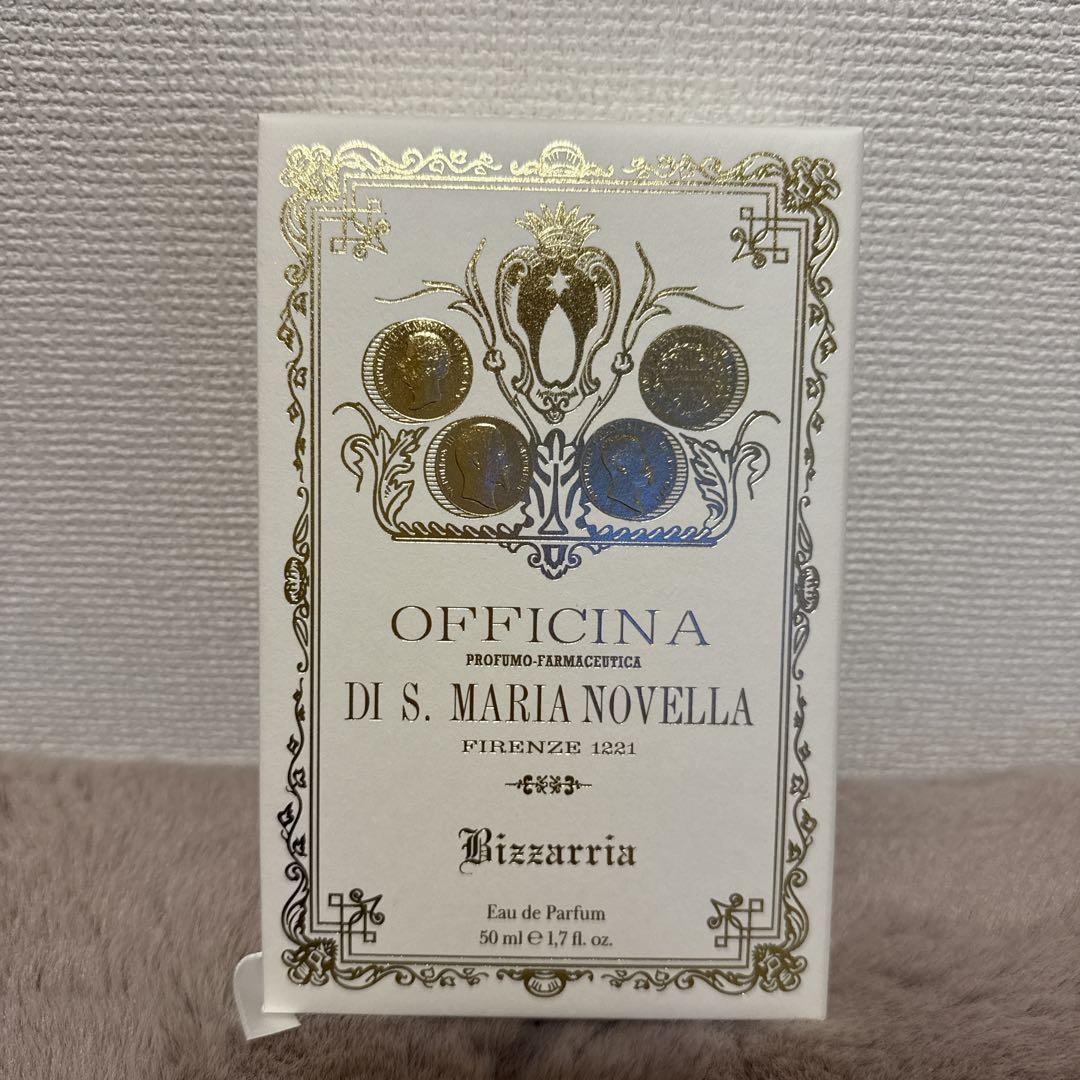 OFFICINA
PROFUMO-FARMACEUTICA
DI S. MARIA NOVELLA
FIRENZE 1221
Bizzarria
Eau de Parfum
50 ml ℮ 1,7 fl. oz.